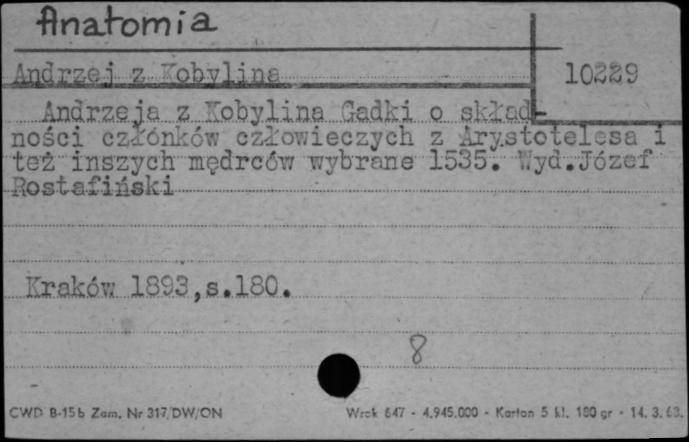 Anatomia
Andrzej z Kobylina
10229
Andrzeja z Kobylina Gadki o skład-
ności członków człowieczych z Arystotelesa i
też inszych mędrców wybrane 1535. Wyd.Józef
Rostafiński
Kraków 1893,s.180.
8
CWD B-15b Zam. Nr 317/DW/ON
Wrok 647 - 4.945.000 - Karton 5 kl. 180 gr - 14. 3. 63.